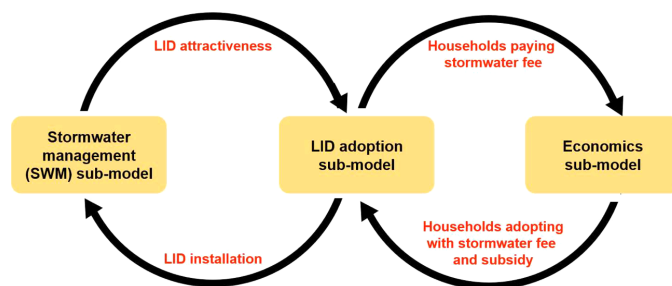 LID attractiveness
Households paying
stormwater fee
Stormwater
management
(SWM) sub-model
LID adoption
sub-model
Economics
sub-model
LID installation
Households adopting
with stormwater fee
and subsidy